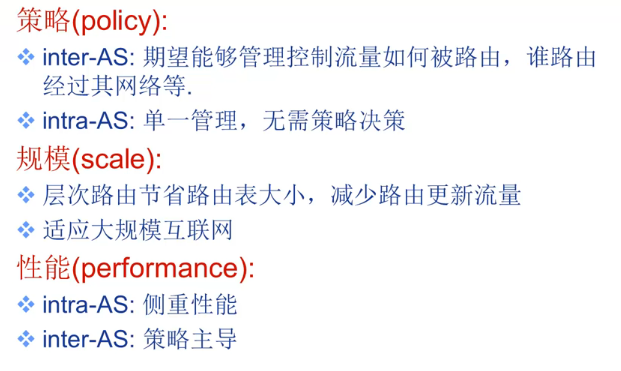 策略(policy):
inter-AS: 期望能够管理控制流量如何被路由，谁路由
经过其网络等.
intra-AS: 单一管理，无需策略决策
规模(scale):
层次路由节省路由表大小，减少路由更新流量
适应大规模互联网
性能(performance):
intra-AS: 侧重性能
inter-AS: 策略主导